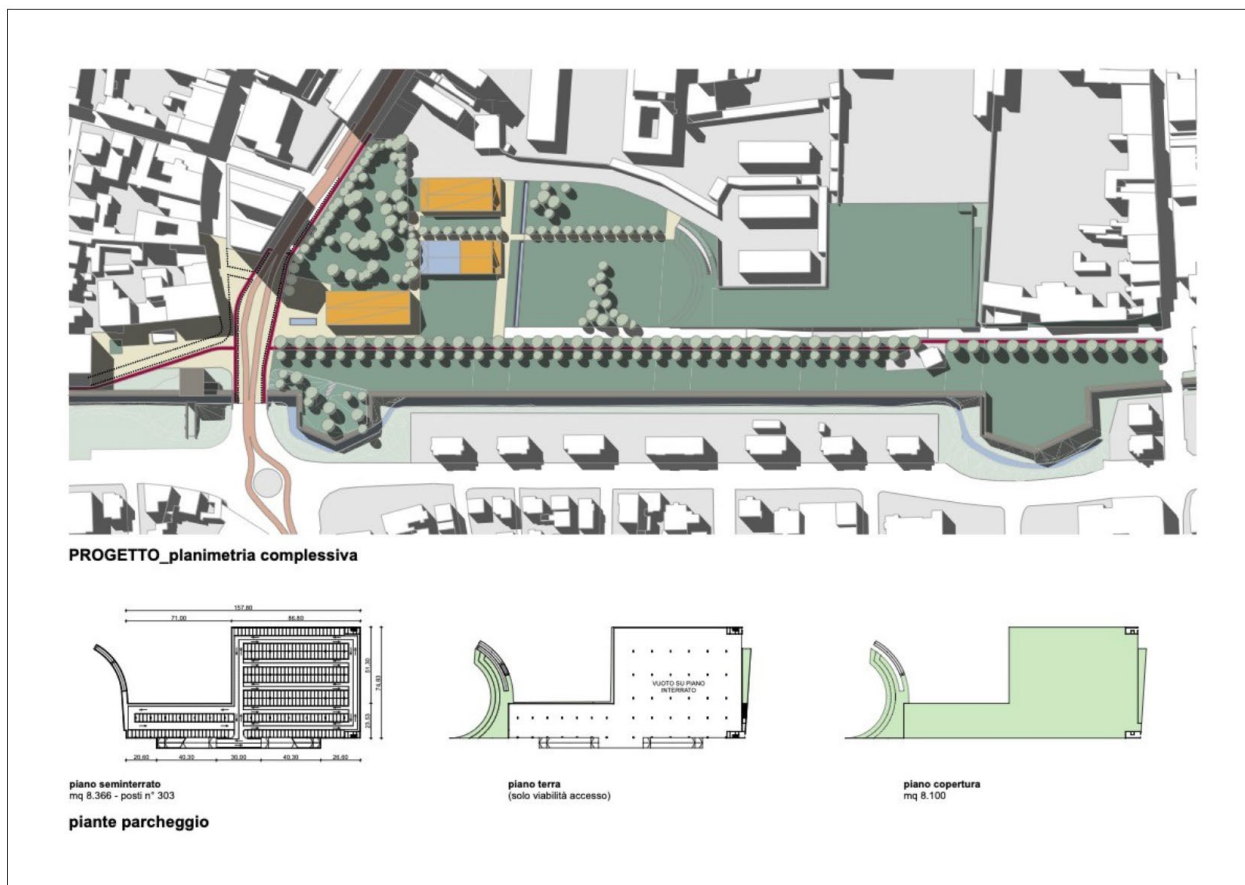 PROGETTO_planimetria complessiva
157.60
71.00
86.60
51.30
74.83
23.53
20.60
40.30
30.00
40.30
26.60
VUOTO SU PIANO
INTERRATO
piano seminterrato
mq 8.366 - posti n° 303
piano terra
(solo viabilità accesso)
piano copertura
mq 8.100
piante parcheggio